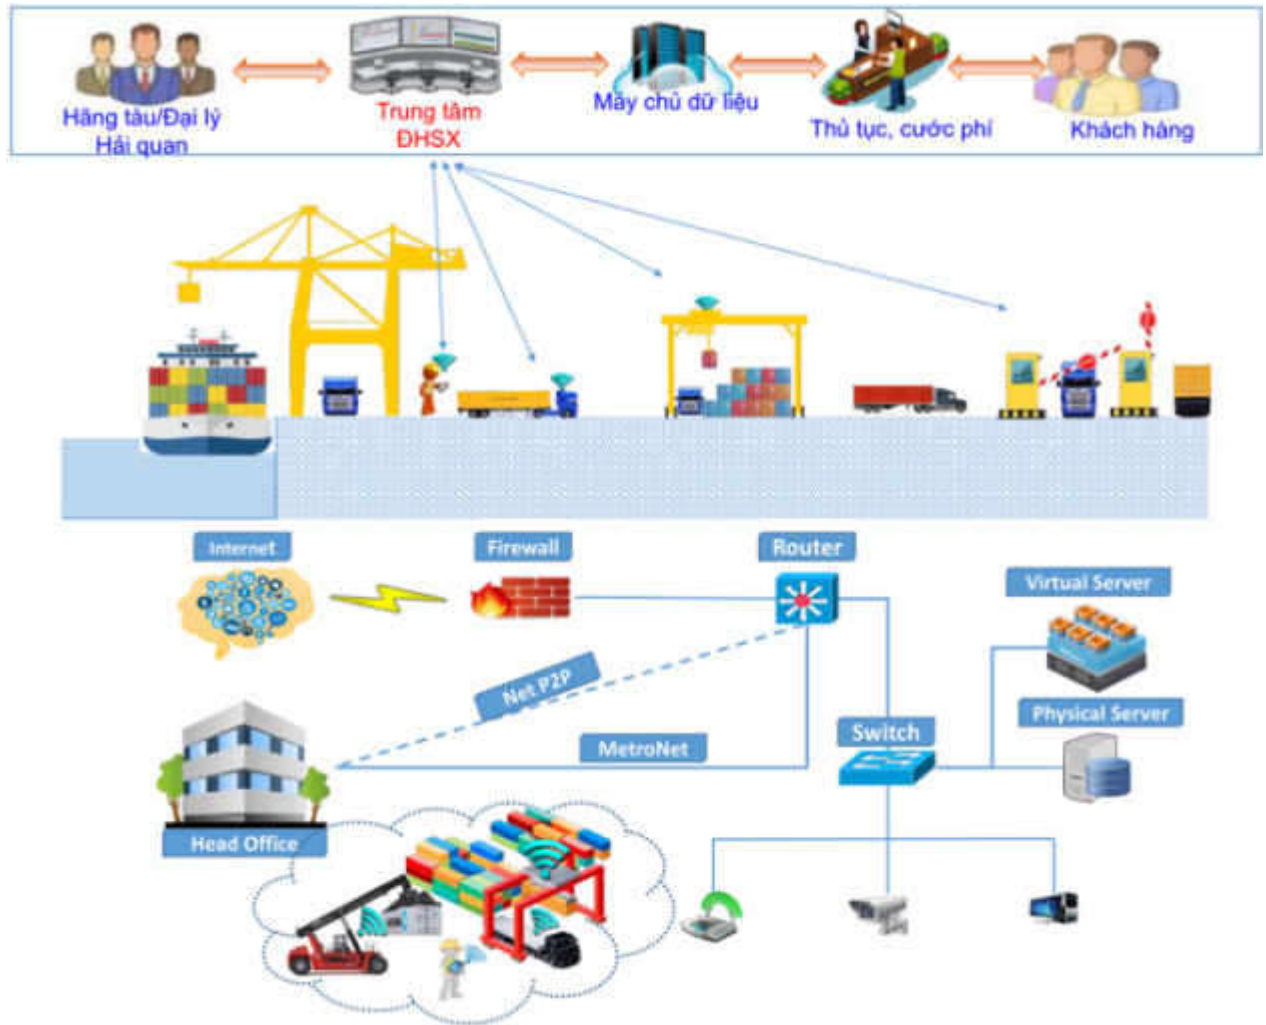 Hãng tàu/Đại lý
Hải quan
Trung tâm
ĐHSX
Máy chủ dữ liệu
Thủ tục, cước phí
Khách hàng
Internet
Firewall
Router
Virtual Server
Net P2P
Physical Server
MetroNet
Switch
Head Office